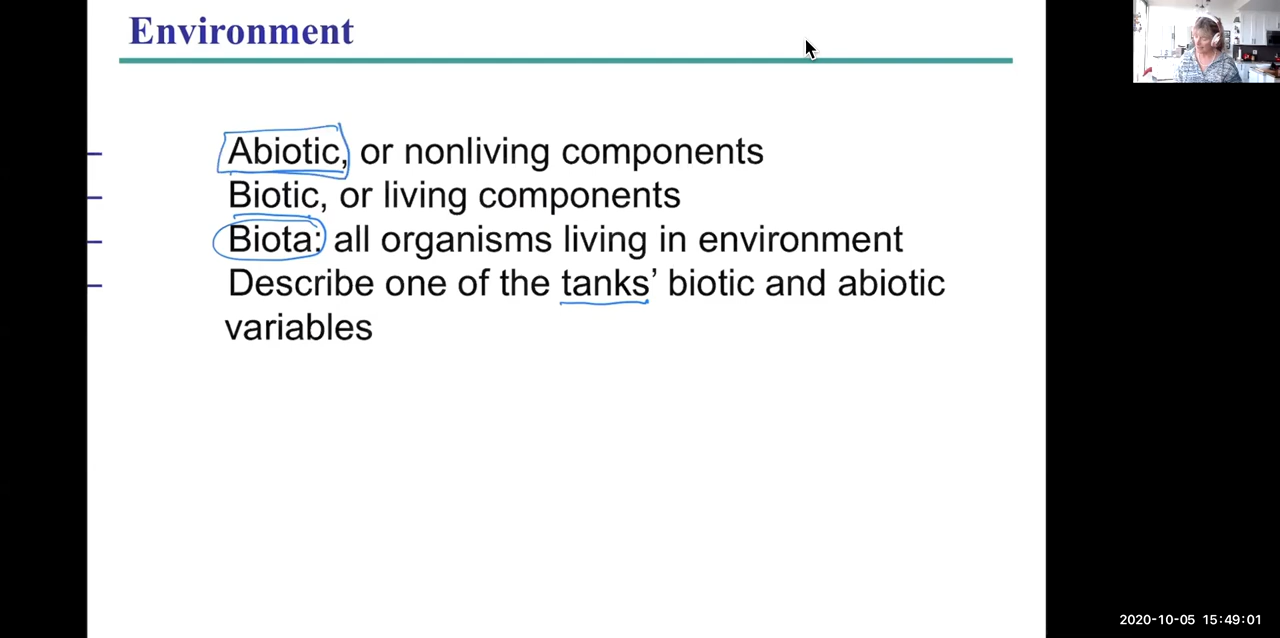 Environment
Abiotic, or nonliving components
Biotic, or living components
Biota: all organisms living in environment
Describe one of the tanks’ biotic and abiotic
variables
2020-10-05 15:49:01